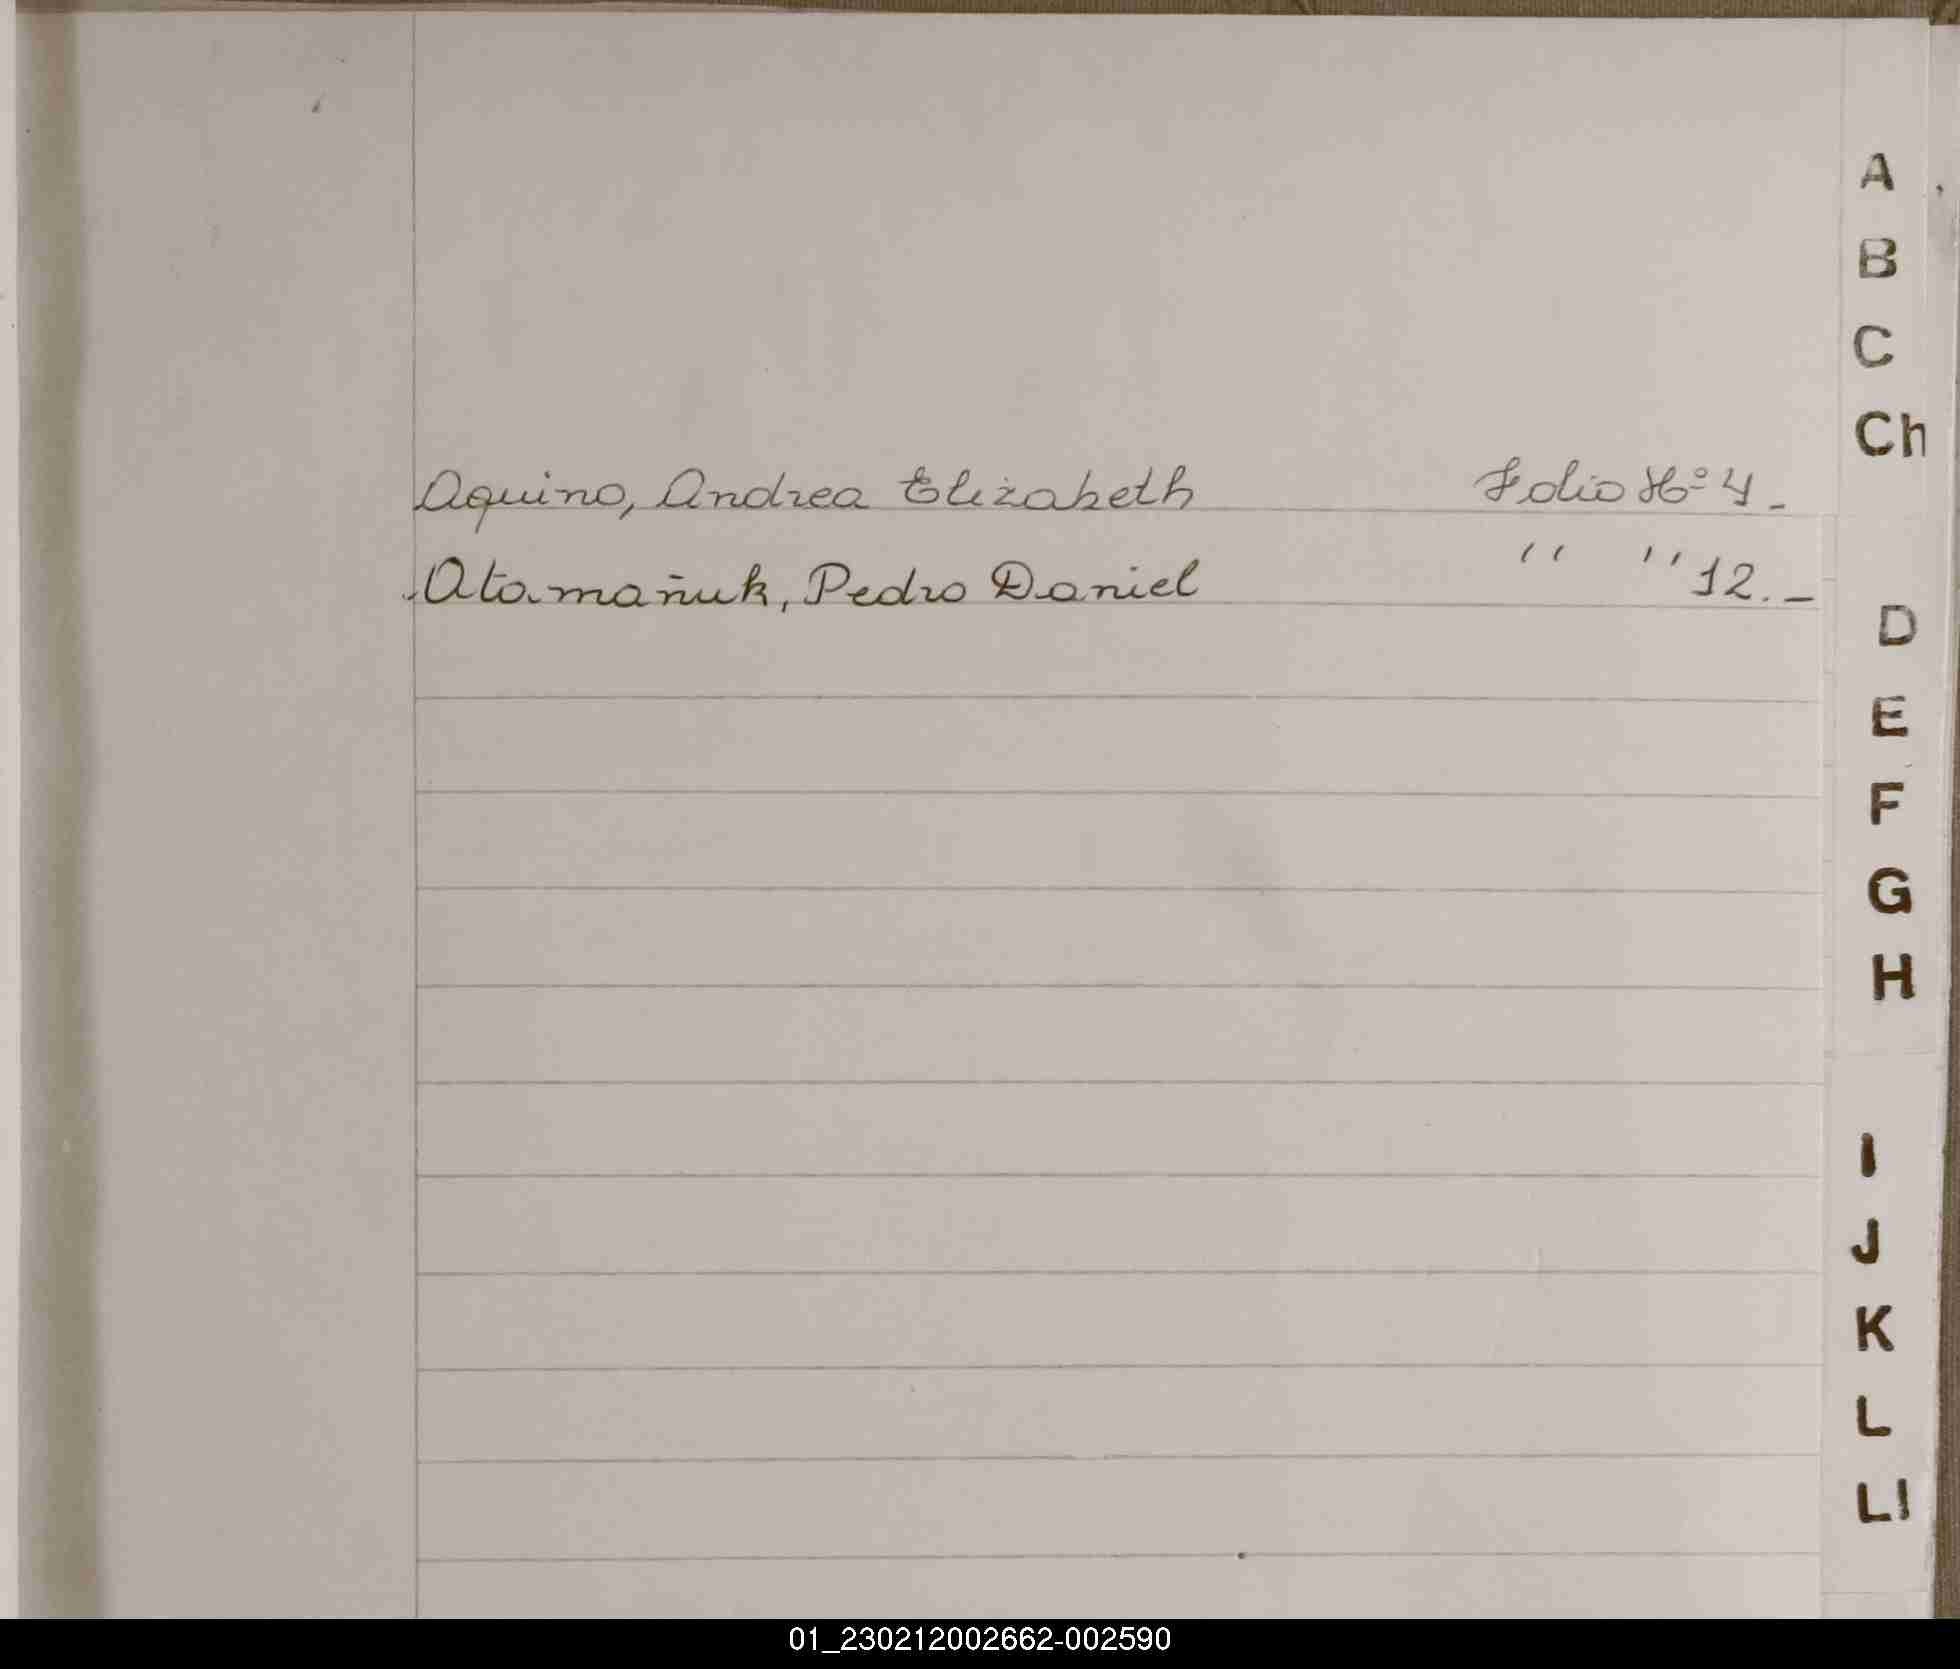 A
B
C
Ch
Aquino, Andrea Elizabeth Folio Nº 4.-
Atamañuk, Pedro Daniel " " 12.-
D
E
F
G
H
I
J
K
L
Ll
01_230212002662-002590